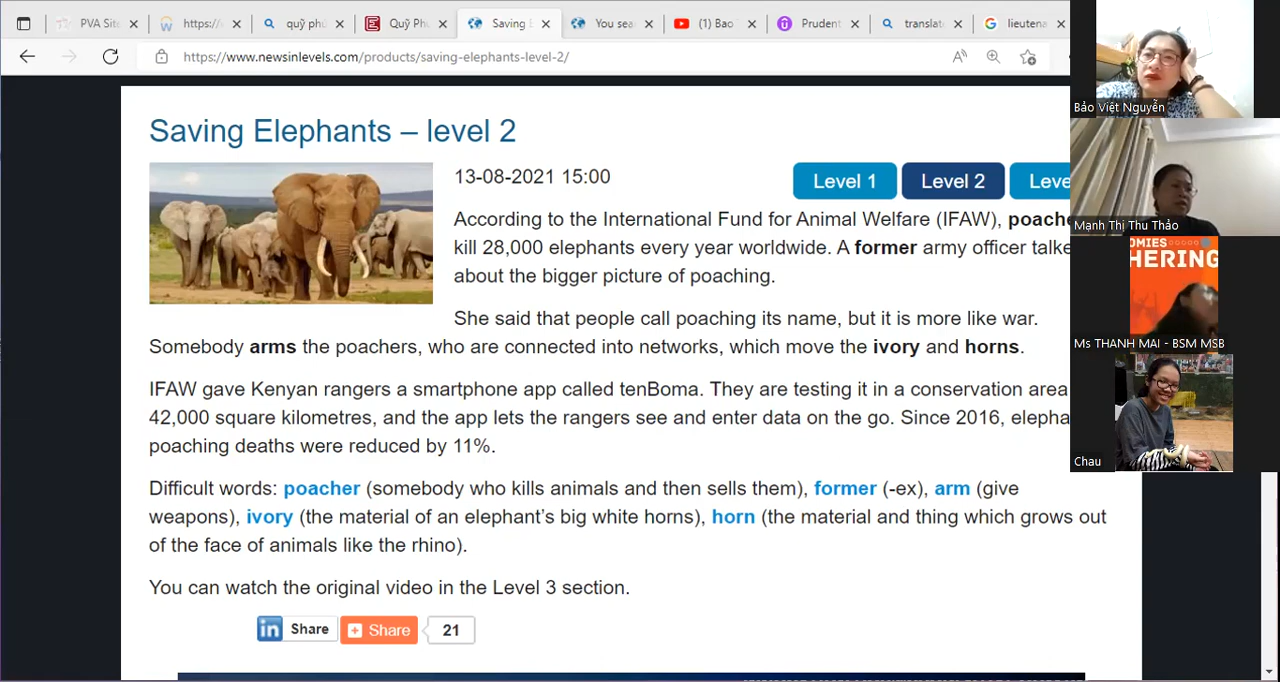 PVA Sit
https://w
quỹ phú
Quỹ Ph
Saving E
You sea
(1) Bao
Prudent
translat
lieutena
https://www.newsinlevels.com/products/saving-elephants-level-2/
Saving Elephants – level 2
13-08-2021 15:00
Level 1
Level 2
Leve
According to the International Fund for Animal Welfare (IFAW), poache
kill 28,000 elephants every year worldwide. A former army officer talke
about the bigger picture of poaching.
She said that people call poaching its name, but it is more like war.
Somebody arms the poachers, who are connected into networks, which move the ivory and horns.
IFAW gave Kenyan rangers a smartphone app called tenBoma. They are testing it in a conservation area
42,000 square kilometres, and the app lets the rangers see and enter data on the go. Since 2016, elepha
poaching deaths were reduced by 11%.
Difficult words: poacher (somebody who kills animals and then sells them), former (-ex), arm (give
weapons), ivory (the material of an elephant’s big white horns), horn (the material and thing which grows out
of the face of animals like the rhino).
You can watch the original video in the Level 3 section.
in Share
Share
21
Bảo Việt Nguyễn
Mạnh Thị Thu Thảo
OMIES
HERING
Ms THANH MAI - BSM MSB
Chau